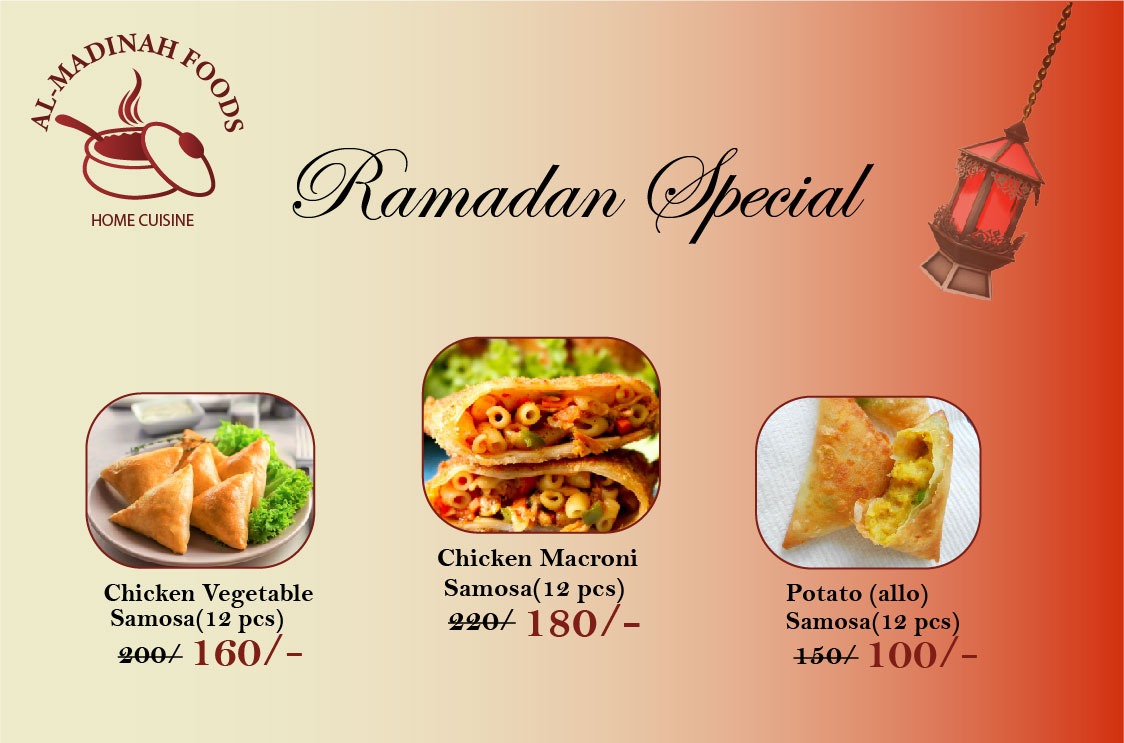 AL-MADINAH FOODS
HOME CUISINE
Ramadan Special
Chicken Vegetable
Samosa(12 pcs)
200/- 160/-
Chicken Macroni
Samosa(12 pcs)
220/- 180/-
Potato (allo)
Samosa(12 pcs)
150/- 100/-